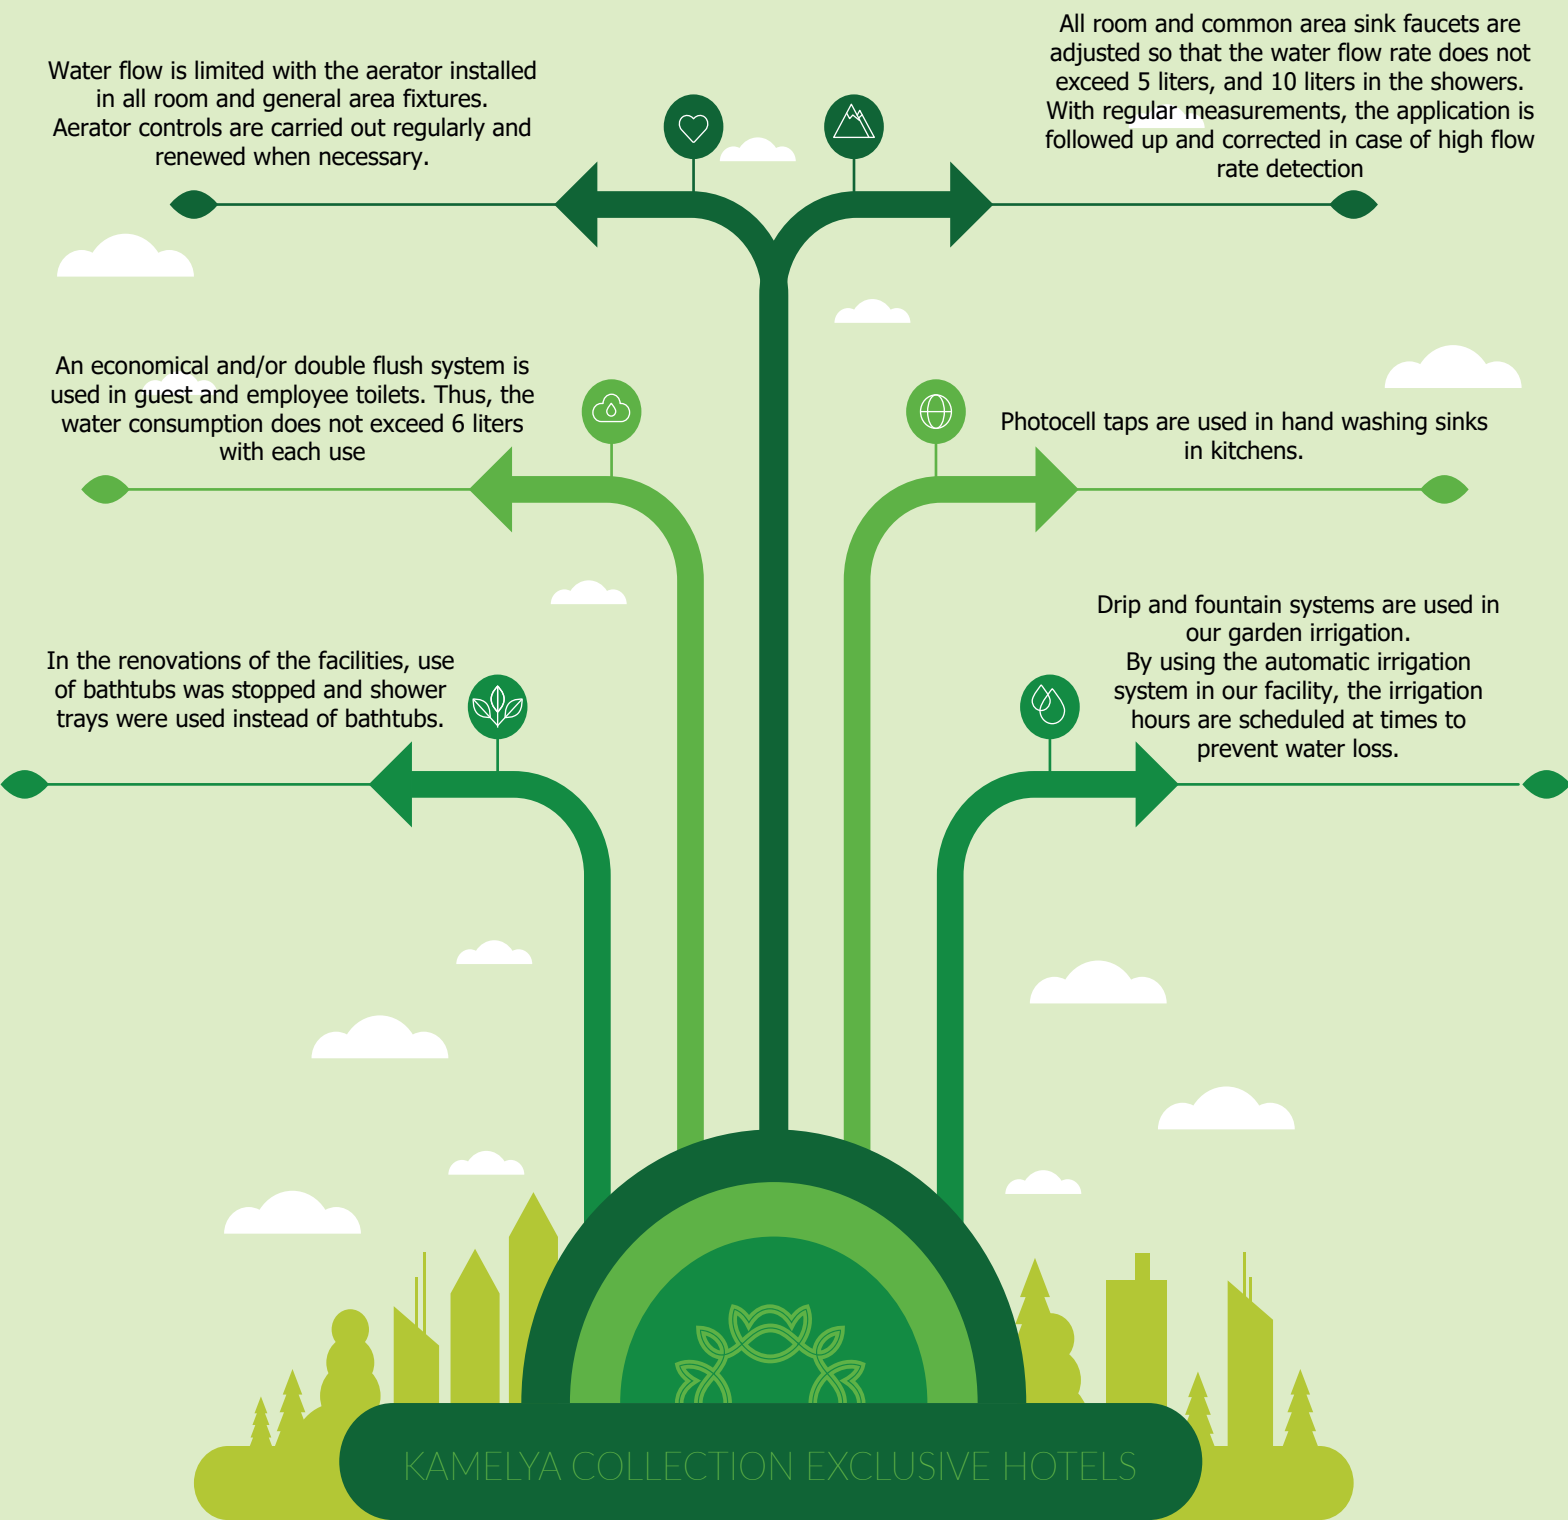 Water flow is limited with the aerator installed
in all room and general area fixtures.
Aerator controls are carried out regularly and
renewed when necessary.
All room and common area sink faucets are
adjusted so that the water flow rate does not
exceed 5 liters, and 10 liters in the showers.
With regular measurements, the application is
followed up and corrected in case of high flow
rate detection
An economical and/or double flush system is
used in guest and employee toilets. Thus, the
water consumption does not exceed 6 liters
with each use
Photocell taps are used in hand washing sinks
in kitchens.
In the renovations of the facilities, use
of bathtubs was stopped and shower
trays were used instead of bathtubs.
Drip and fountain systems are used in
our garden irrigation.
By using the automatic irrigation
system in our facility, the irrigation
hours are scheduled at times to
prevent water loss.
KAMELYA COLLECTION EXCLUSIVE HOTELS